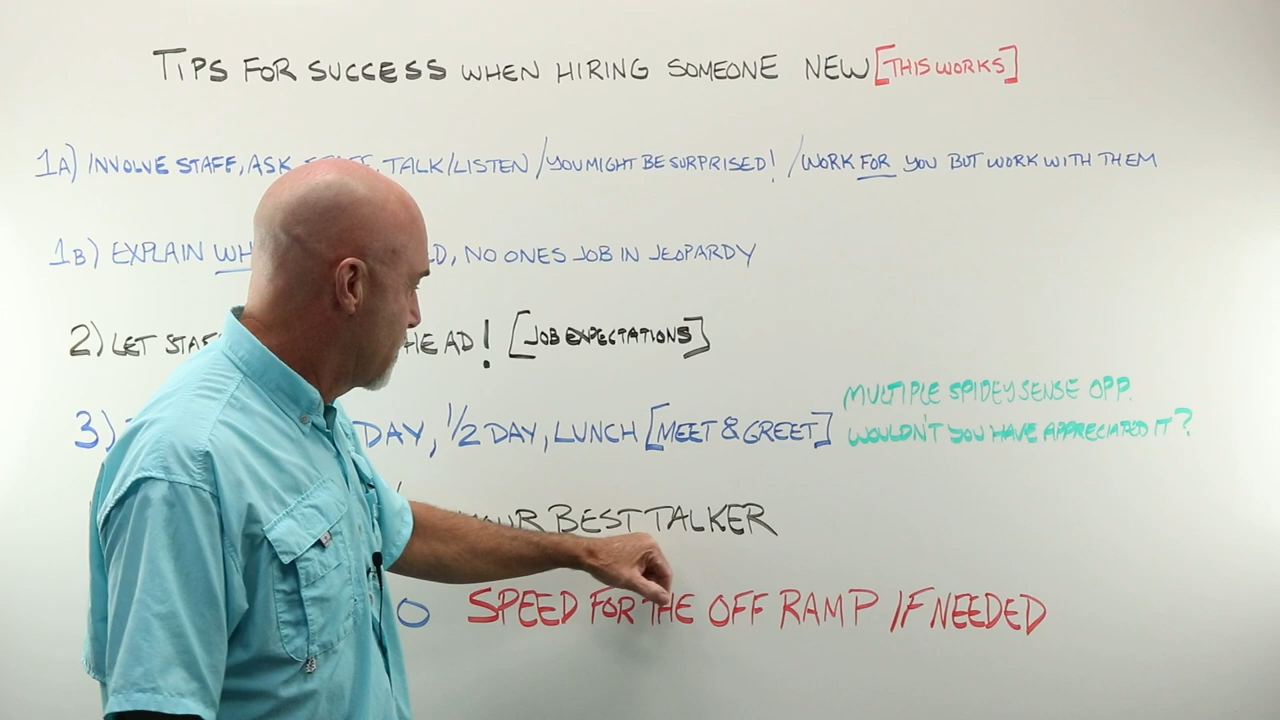 TIPS FOR SUCCESS WHEN HIRING SOMEONE NEW [THIS WORKS]
1A) INVOLVE STAFF, ASK TALK/LISTEN / YOU MIGHT BE SURPRISED! / WORK FOR YOU BUT WORK WITH THEM
1B) EXPLAIN NO ONES JOB IN JEOPARDY
2) LET AHEAD! [JOB EXPECTATIONS]
MULTIPLE SPIDEY SENSE OPP.
3) DAY, 1/2 DAY, LUNCH [MEET & GREET] WOULDN'T YOU HAVE APPRECIATED IT?
YOUR BEST TALKER
SPEED FOR THE OFF RAMP IF NEEDED